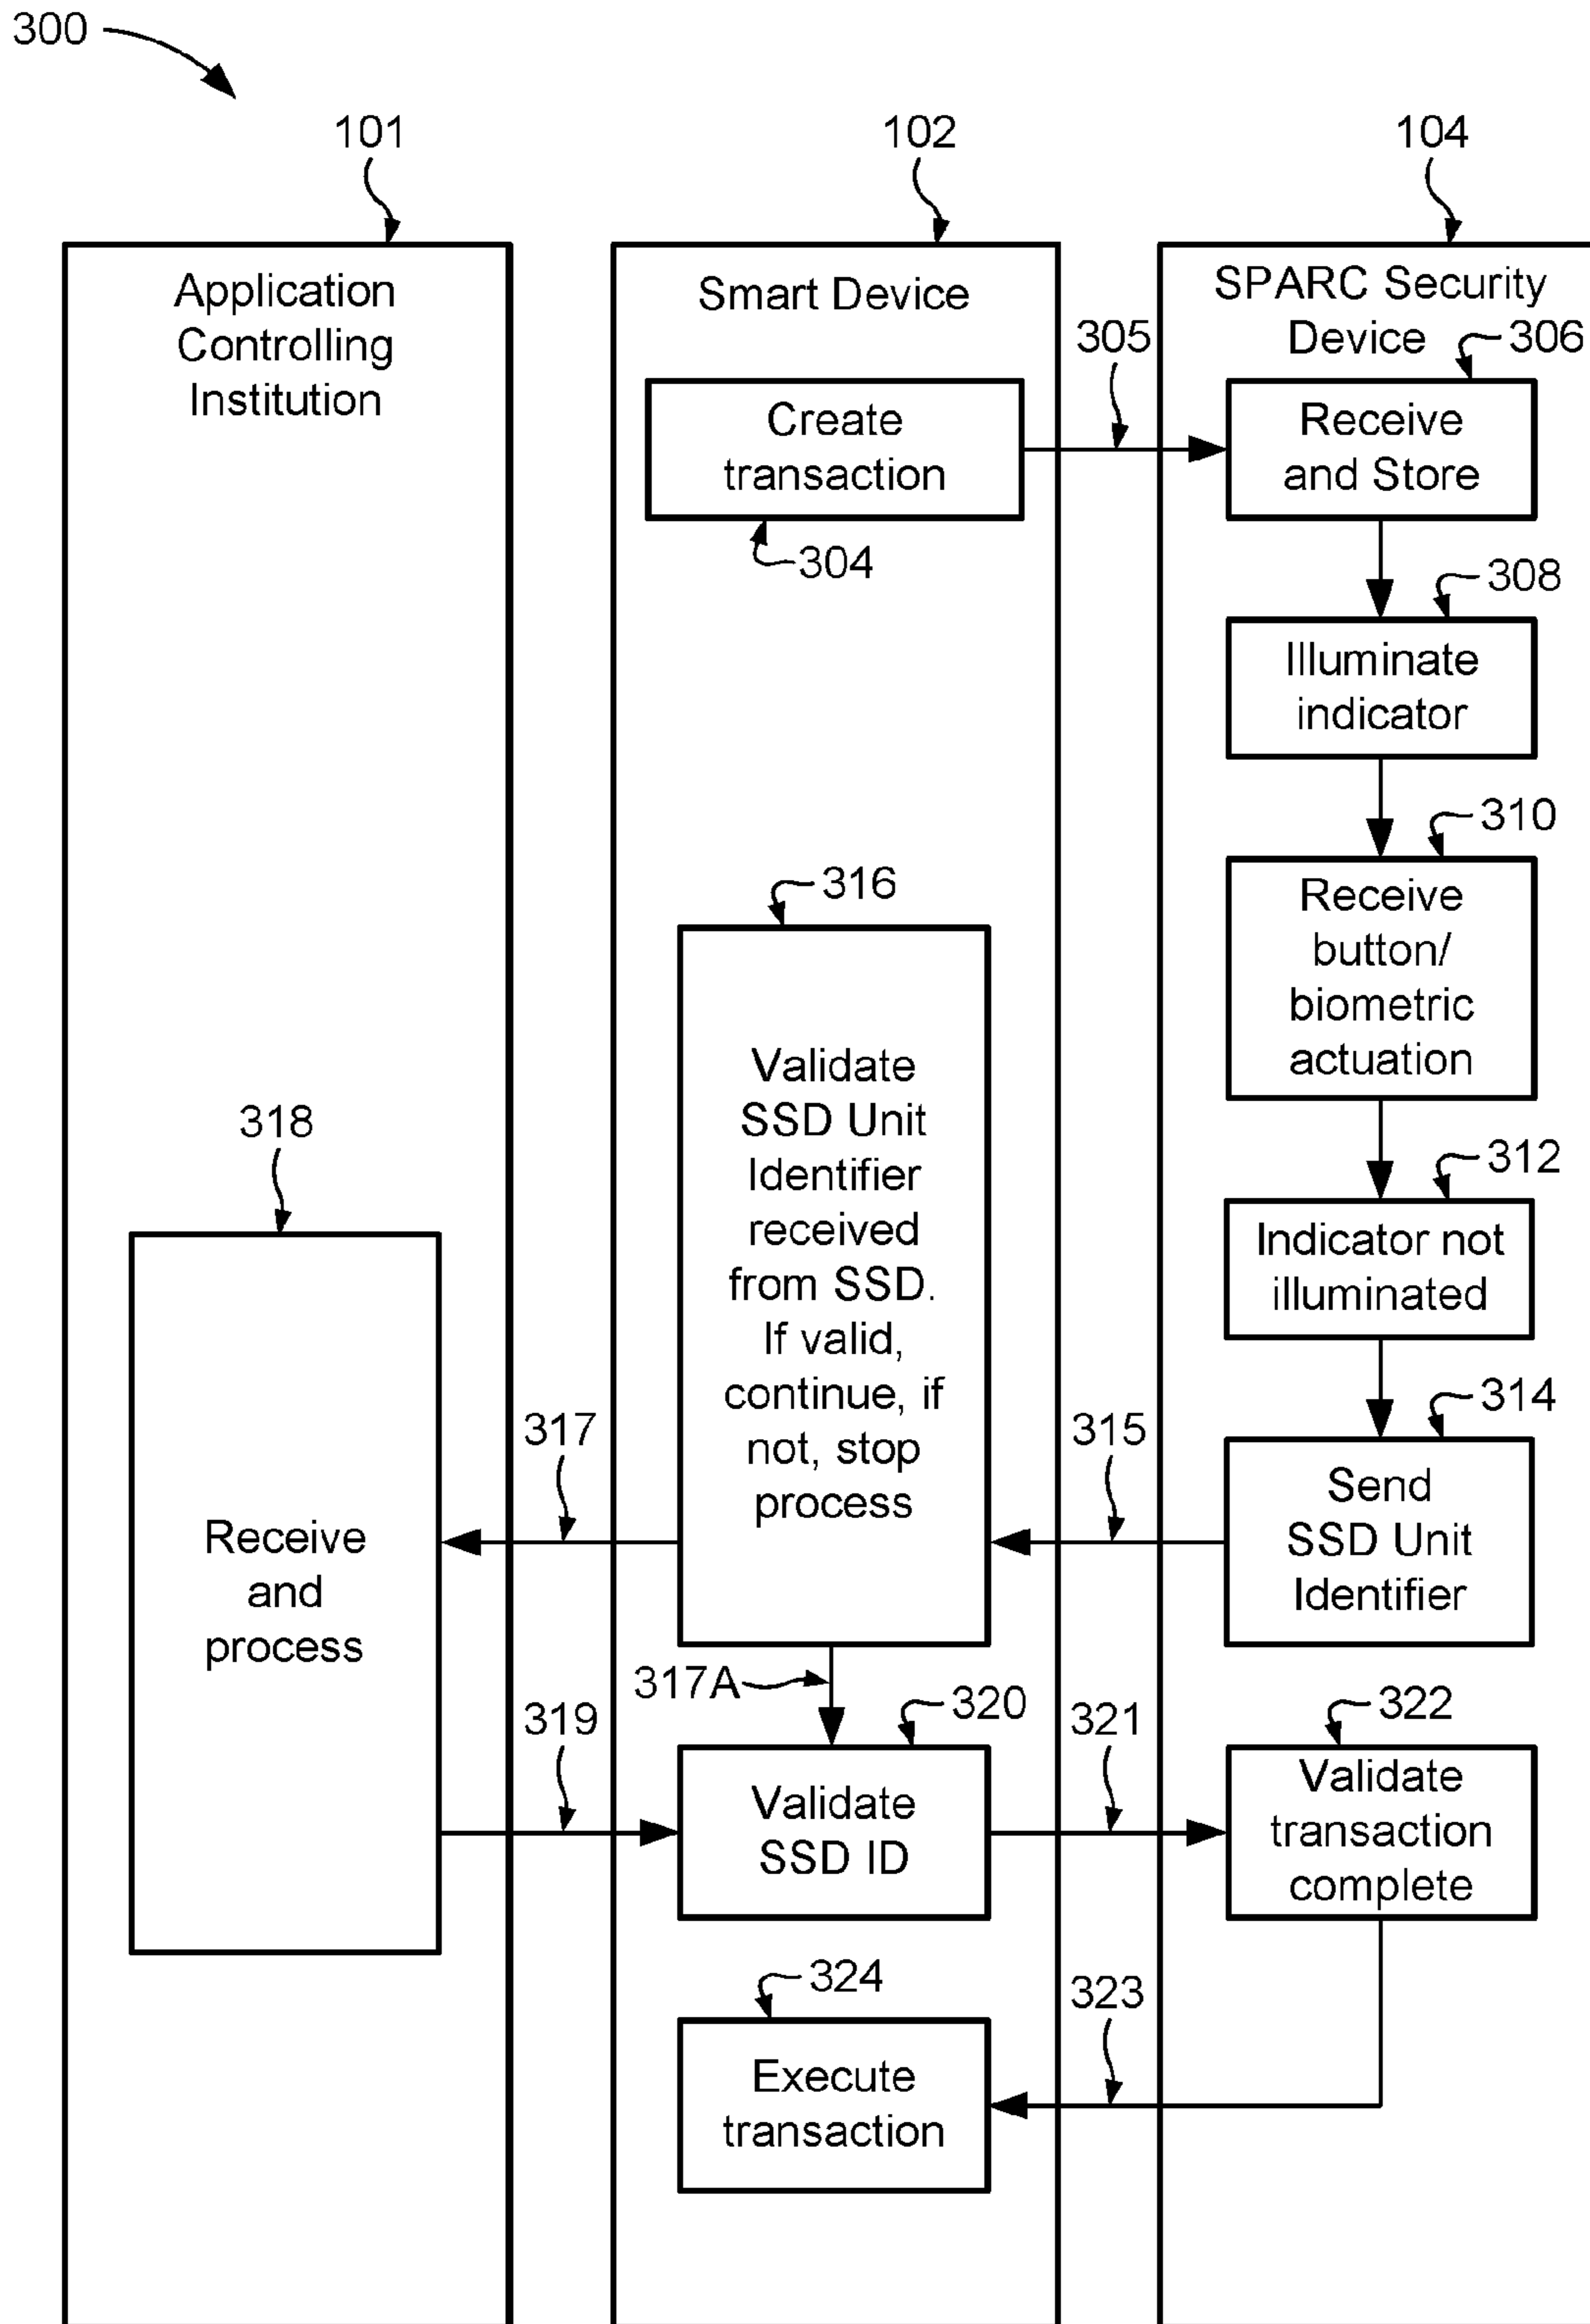 300
101
102
104
Application
Controlling
Institution
Smart Device
SPARC Security
Device
305
306
Create
transaction
304
Receive
and Store
308
Illuminate
indicator
310
Receive
button/
biometric
actuation
316
Validate
SSD Unit
Identifier
received
from SSD.
If valid,
continue, if
not, stop
process
318
Receive
and
process
312
Indicator not
illuminated
314
Send
SSD Unit
Identifier
317
315
317A
319
320
321
322
Validate
SSD ID
Validate
transaction
complete
324
323
Execute
transaction